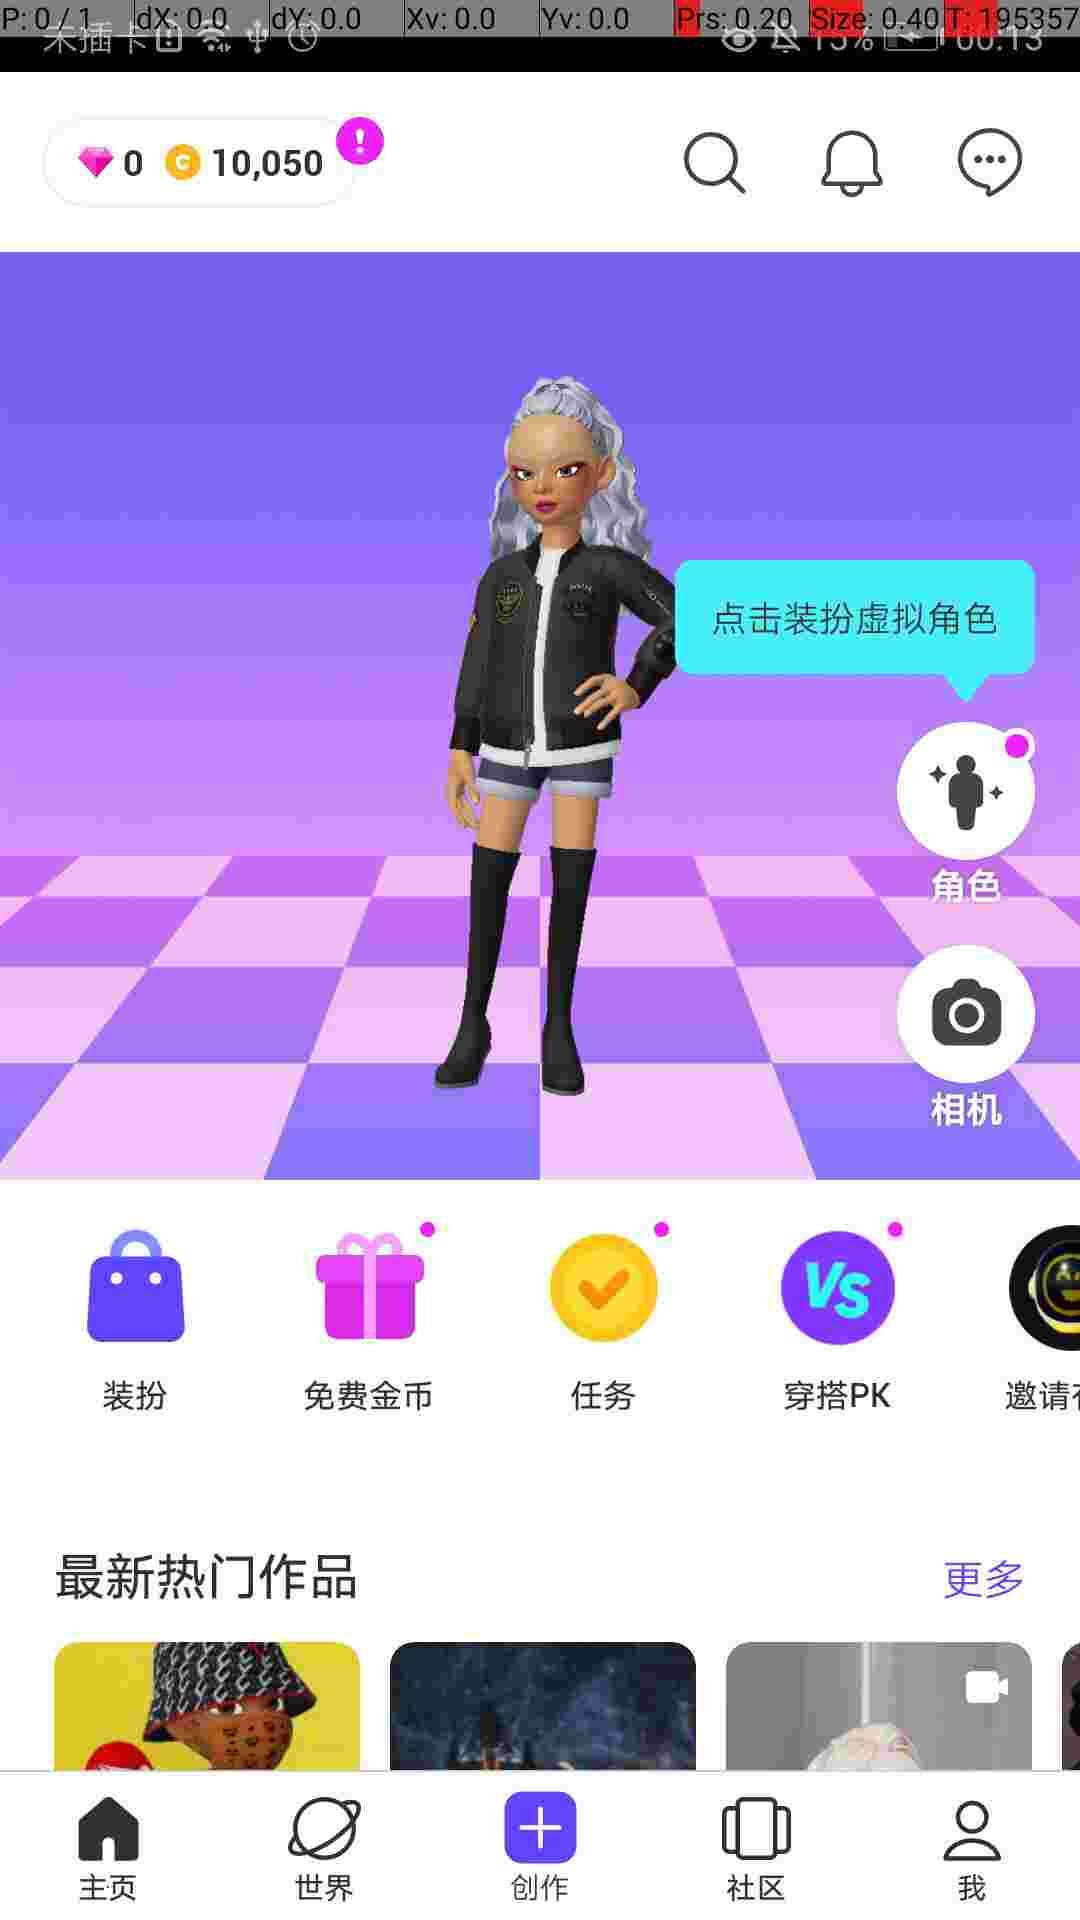 P: 0 / 1 dX: 0.0 dY: 0.0 Xv: 0.0 Yv: 0.0 Prs: 0.20 Size: 0.40 T: 195357
未插卡 15% 00:13
0 10,050
点击装扮虚拟角色
角色
相机
VS
装扮 免费金币 任务 穿搭PK 邀请
最新热门作品 更多
主页 世界 创作 社区 我